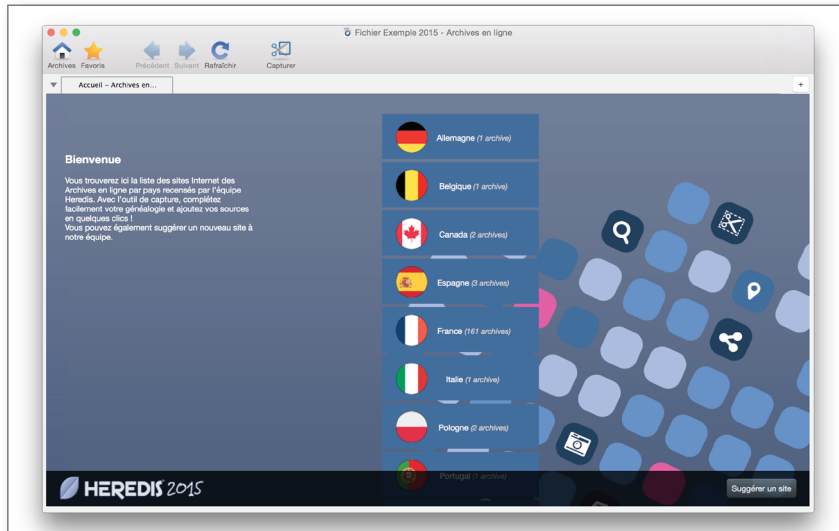 Fichier Exemple 2015 - Archives en ligne
Archives Favoris Précédent Suivant Rafraîchir Capturer
Accueil – Archives en...
+
Bienvenue
Vous trouverez ici la liste des sites Internet des
Archives en ligne par pays recensés par l'équipe
Heredis. Avec l'outil de capture, complétez
facilement votre généalogie et ajoutez vos sources
en quelques clics !
Vous pouvez également suggérer un nouveau site à
notre équipe.
Allemagne (1 archive)
Belgique (1 archive)
Canada (2 archives)
Espagne (3 archives)
France (161 archives)
Italie (1 archive)
Pologne (2 archives)
Portugal (1 archive)
HEREDIS 2015
Suggérer un site